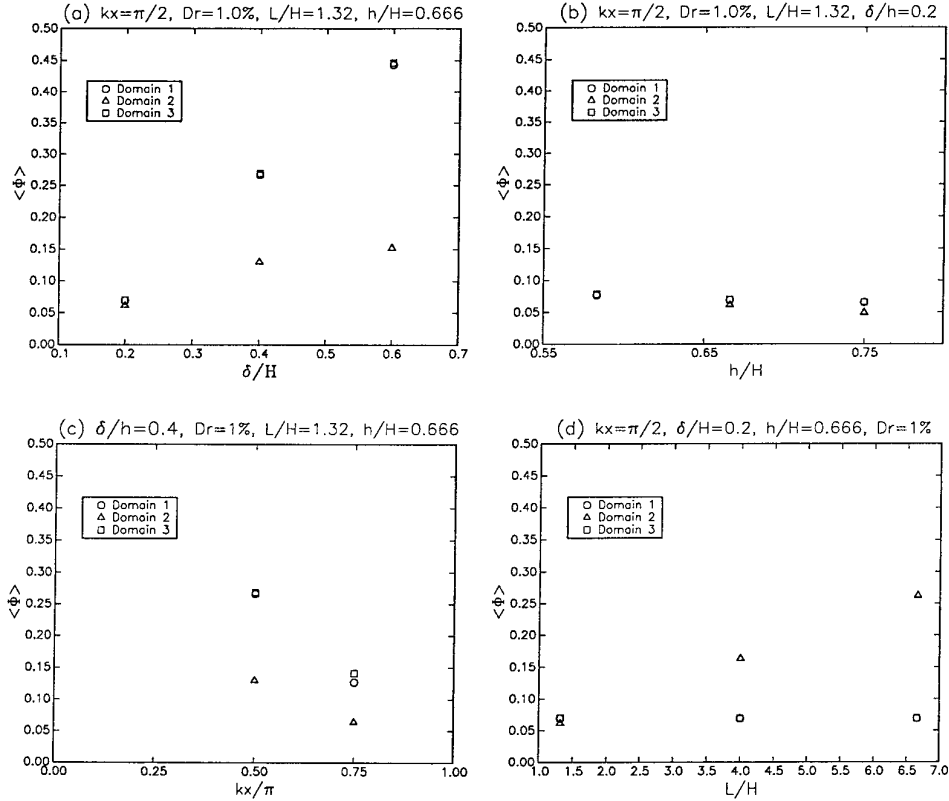 (a) kx=π/2, Dr=1.0%, L/H=1.32, h/H=0.666
0.50
0.45
0.40
0.35
0.30
0.25
0.20
0.15
0.10
0.05
0.00
<Φ>
Domain 1
Domain 2
Domain 3
0.1 0.2 0.3 0.4 0.5 0.6 0.7
δ/H
(b) kx=π/2, Dr=1.0%, L/H=1.32, δ/h=0.2
0.50
0.45
0.40
0.35
0.30
0.25
0.20
0.15
0.10
0.05
0.00
<Φ>
Domain 1
Domain 2
Domain 3
0.55 0.65 0.75
h/H
(c) δ/h=0.4, Dr=1%, L/H=1.32, h/H=0.666
0.50
0.45
0.40
0.35
0.30
0.25
0.20
0.15
0.10
0.05
0.00
<Φ>
Domain 1
Domain 2
Domain 3
0.00 0.25 0.50 0.75 1.00
kx/π
(d) kx=π/2, δ/H=0.2, h/H=0.666, Dr=1%
0.50
0.45
0.40
0.35
0.30
0.25
0.20
0.15
0.10
0.05
0.00
<Φ>
Domain 1
Domain 2
Domain 3
1.0 1.5 2.0 2.5 3.0 3.5 4.0 4.5 5.0 5.5 6.0 6.5 7.0
L/H